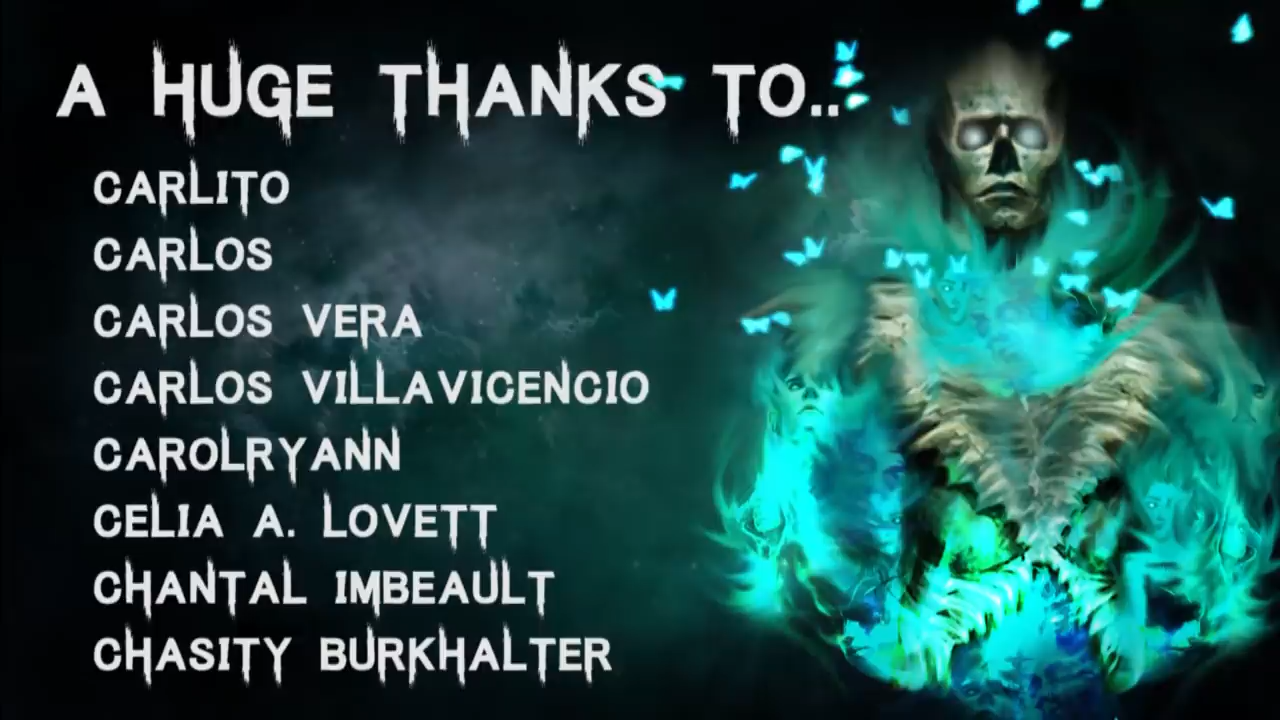 A HUGE THANKS TO..
CARLITO
CARLOS
CARLOS VERA
CARLOS VILLAVICENCIO
CAROLRYANN
CELIA A. LOVETT
CHANTAL IMBEAULT
CHASITY BURKHALTER